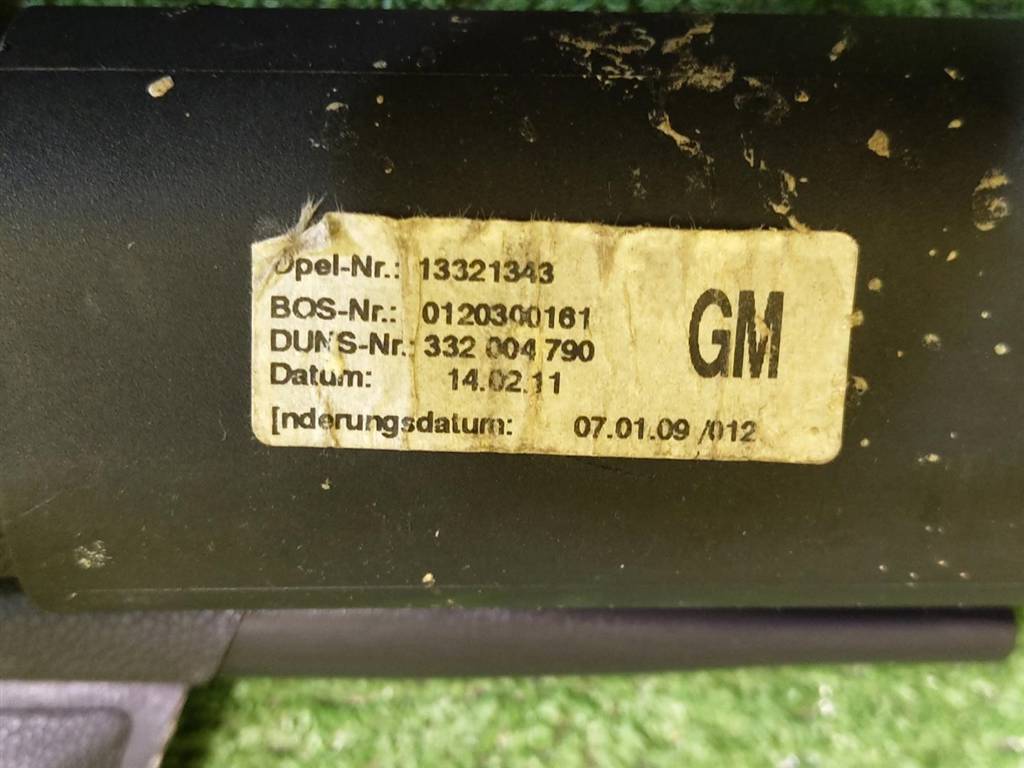 Opel-Nr.: 13321343
BOS-Nr.: 0120300161
DUNS-Nr.: 332 004 790
GM
Datum: 14.02.11
[nderungsdatum: 07.01.09 /012